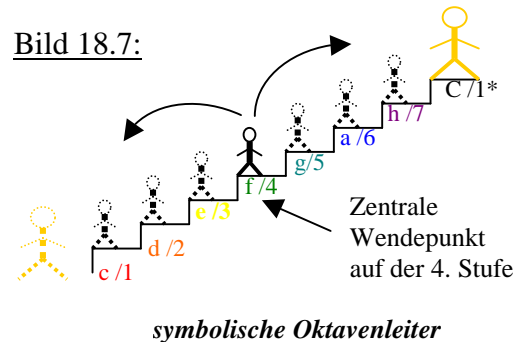 Bild 18.7:
C /1*
h /7
a /6
g/5
f /4
e /3
d /2
c /1
Zentrale
Wendepunkt
auf der 4. Stufe
symbolische Oktavenleiter